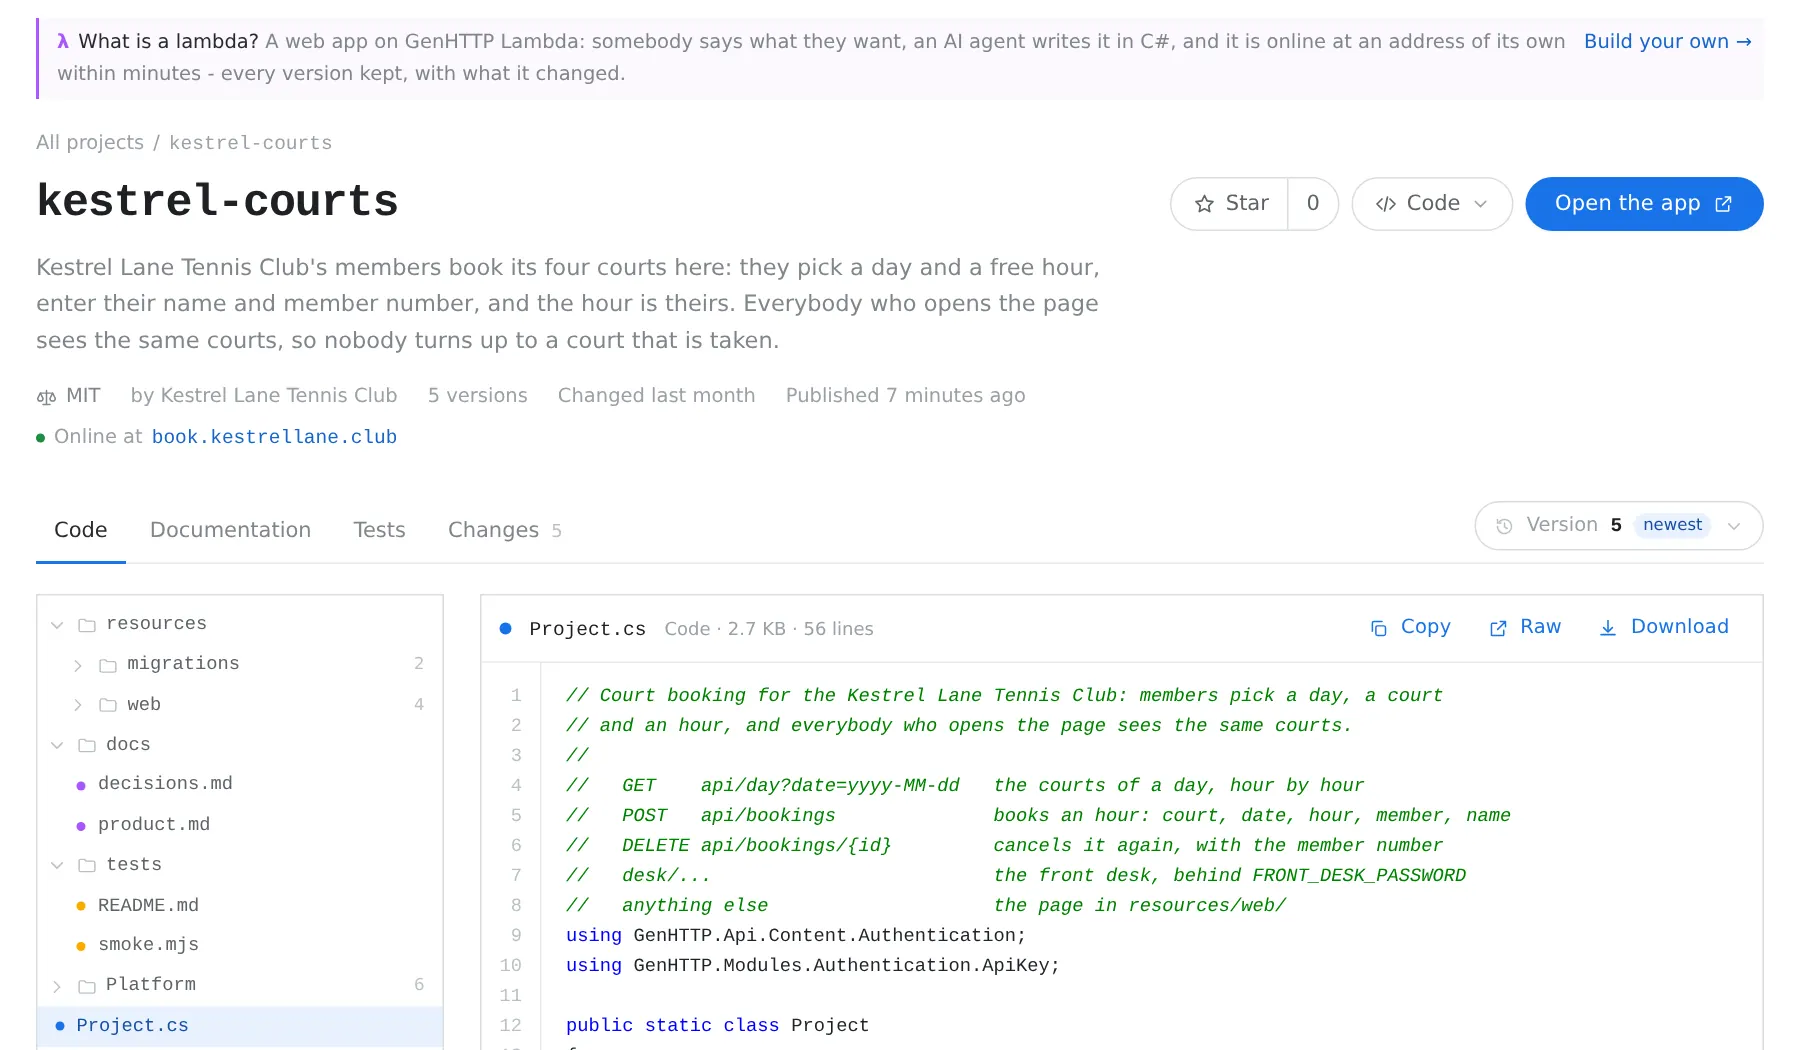 λ What is a lambda? A web app on GenHTTP Lambda: somebody says what they want, an AI agent writes it in C#, and it is online at an address of its own within minutes - every version kept, with what it changed.
Build your own →
All projects / kestrel-courts
kestrel-courts
Star 0
</> Code
Open the app
Kestrel Lane Tennis Club's members book its four courts here: they pick a day and a free hour,
enter their name and member number, and the hour is theirs. Everybody who opens the page
sees the same courts, so nobody turns up to a court that is taken.
MIT by Kestrel Lane Tennis Club 5 versions Changed last month Published 7 minutes ago
Online at book.kestrellane.club
Code Documentation Tests Changes 5
Version 5 newest
resources
migrations 2
web 4
docs
decisions.md
product.md
tests
README.md
smoke.mjs
Platform 6
Project.cs
Project.cs Code · 2.7 KB · 56 lines
Copy Raw Download
1 // Court booking for the Kestrel Lane Tennis Club: members pick a day, a court
2 // and an hour, and everybody who opens the page sees the same courts.
3 //
4 //   GET    api/day?date=yyyy-MM-dd   the courts of a day, hour by hour
5 //   POST   api/bookings              books an hour: court, date, hour, member, name
6 //   DELETE api/bookings/{id}         cancels it again, with the member number
7 //   desk/...                         the front desk, behind FRONT_DESK_PASSWORD
8 //   anything else                    the page in resources/web/
9 using GenHTTP.Api.Content.Authentication;
10 using GenHTTP.Modules.Authentication.ApiKey;
11
12 public static class Project